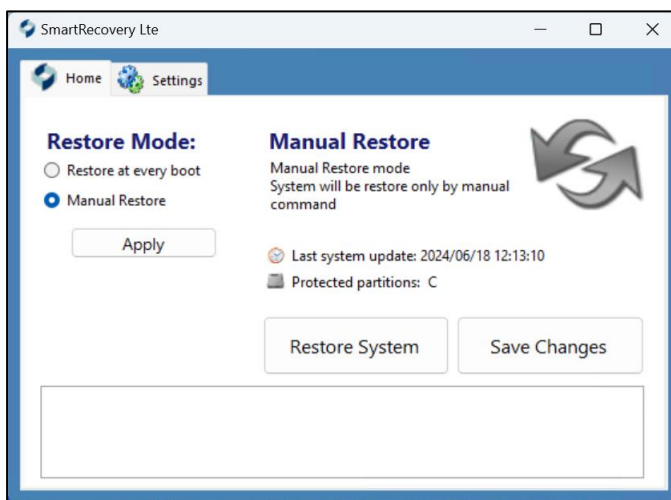 SmartRecovery Lte
Home
Settings
Restore Mode:
Restore at every boot
Manual Restore
Apply
Manual Restore
Manual Restore mode
System will be restore only by manual
command
Last system update: 2024/06/18 12:13:10
Protected partitions: C
Restore System
Save Changes